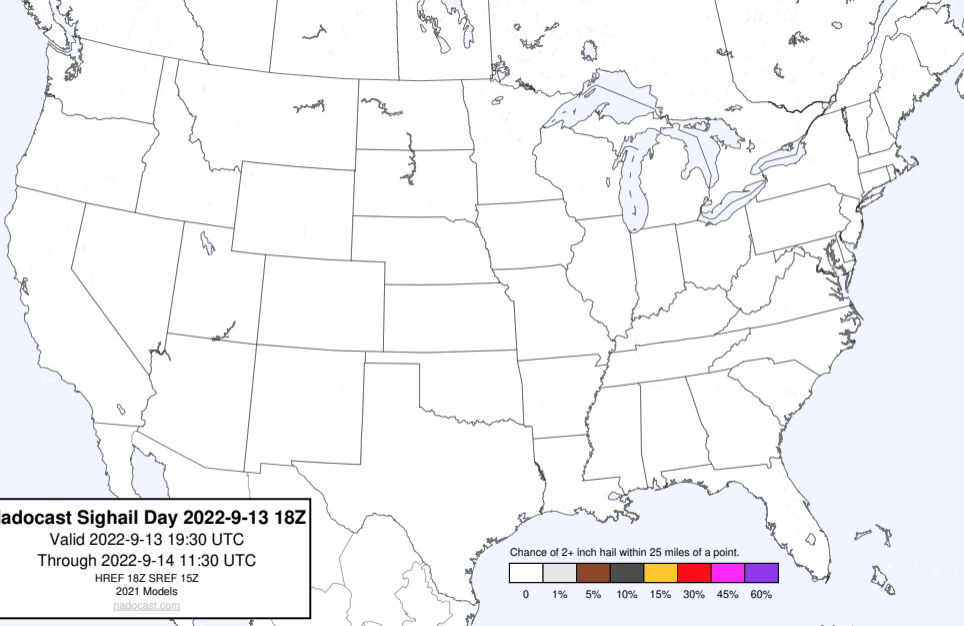 adocast Sighail Day 2022-9-13 18Z
Valid 2022-9-13 19:30 UTC
Through 2022-9-14 11:30 UTC
HREF 18Z SREF 15Z
2021 Models
nadocast.com
Chance of 2+ inch hail within 25 miles of a point.
0 1% 5% 10% 15% 30% 45% 60%